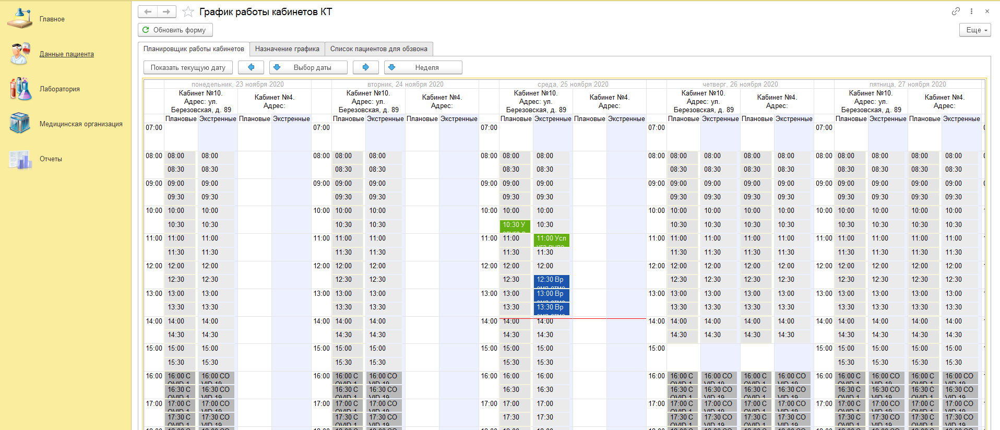 Главное
Данные пациента
Лаборатория
Медицинская организация
Отчеты
График работы кабинетов КТ
Обновить форму
Еще
Планировщик работы кабинетов Назначение графика Список пациентов для обзвона
Показать текущую дату Выбор даты Неделя
понедельник, 23 ноября 2020 вторник, 24 ноября 2020 среда, 25 ноября 2020 четверг, 26 ноября 2020 пятница, 27 ноября 2020
Кабинет №10. Кабинет №4. Кабинет №10. Кабинет №4. Кабинет №10. Кабинет №4. Кабинет №10. Кабинет №4. Кабинет №10. Кабинет №4.
Адрес: ул. Адрес: Адрес: ул. Адрес: Адрес: ул. Адрес: Адрес: ул. Адрес: Адрес: ул. Адрес:
Березовская, д. 89 Березовская, д. 89 Березовская, д. 89 Березовская, д. 89 Березовская, д. 89
Плановые Экстренные Плановые Экстренные Плановые Экстренные Плановые Экстренные Плановые Экстренные Плановые Экстренные Плановые Экстренные Плановые Экстренные Плановые Экстренные Плановые Экстренные
07:00 07:00 07:00 07:00 07:00
08:00 08:00 08:00 08:00 08:00 08:00 08:00 08:00 08:00 08:00 08:00 08:00 08:00 08:00 08:00 08:00 08:00 08:00 08:00
08:30 08:30 08:30 08:30 08:30 08:30 08:30 08:30 08:30 08:30 08:30 08:30 08:30 08:30
09:00 09:00 09:00 09:00 09:00 09:00 09:00 09:00 09:00 09:00 09:00 09:00 09:00 09:00 09:00 09:00 09:00 09:00 09:00
09:30 09:30 09:30 09:30 09:30 09:30 09:30 09:30 09:30 09:30 09:30 09:30 09:30 09:30
10:00 10:00 10:00 10:00 10:00 10:00 10:00 10:00 10:00 10:00 10:00 10:00 10:00 10:00 10:00 10:00 10:00 10:00 10:00
10:30 10:30 10:30 10:30 10:30 У 10:30 10:30 10:30 10:30 10:30 10:30 10:30 10:30 10:30
11:00 11:00 11:00 11:00 11:00 11:00 11:00 11:00 11:00 Усл 11:00 11:00 11:00 11:00 11:00 11:00 11:00 11:00 11:00 11:00
11:30 11:30 11:30 11:30 11:30 11:30 11:30 11:30 11:30 11:30 11:30 11:30 11:30 11:30
12:00 12:00 12:00 12:00 12:00 12:00 12:00 12:00 12:00 12:00 12:00 12:00 12:00 12:00 12:00 12:00 12:00 12:00 12:00
12:30 12:30 12:30 12:30 12:30 12:30 Вр 12:30 12:30 12:30 12:30 12:30 12:30 12:30 12:30
13:00 13:00 13:00 13:00 13:00 13:00 13:00 13:00 13:00 Вр 13:00 13:00 13:00 13:00 13:00 13:00 13:00 13:00 13:00 13:00
13:30 13:30 13:30 13:30 13:30 13:30 Вр 13:30 13:30 13:30 13:30 13:30 13:30 13:30 13:30
14:00 14:00 14:00 14:00 14:00 14:00 14:00 14:00 14:00 14:00 14:00 14:00 14:00 14:00 14:00 14:00 14:00 14:00 14:00
14:30 14:30 14:30 14:30 14:30 14:30 14:30 14:30 14:30 14:30 14:30 14:30 14:30 14:30
15:00 15:00 15:00 15:00 15:00 15:00 15:00 15:00 15:00 15:00 15:00 15:00 15:00 15:00 15:00
15:30 15:30 15:30 15:30 15:30 15:30 15:30 15:30 15:30 15:30
16:00 16:00 С 16:00 СО 16:00 16:00 С 16:00 СО 16:00 16:00 16:00 16:00 16:00 С 16:00 СО 16:00 С 16:00 СО 16:00 16:00 С 16:00 СО 16:00 С 16:00 СО
16:30 С 16:30 СО 16:30 С 16:30 СО 16:30 16:30 16:30 С 16:30 СО 16:30 С 16:30 СО 16:30 С 16:30 СО 16:30 С 16:30 СО
17:00 17:00 С 17:00 СО 17:00 17:00 С 17:00 СО 17:00 17:00 17:00 17:00 17:00 С 17:00 СО 17:00 С 17:00 СО 17:00 17:00 С 17:00 СО 17:00 С 17:00 СО
17:30 С 17:30 СО 17:30 С 17:30 СО 17:30 17:30 17:30 С 17:30 СО 17:30 С 17:30 СО 17:30 С 17:30 СО 17:30 С 17:30 СО